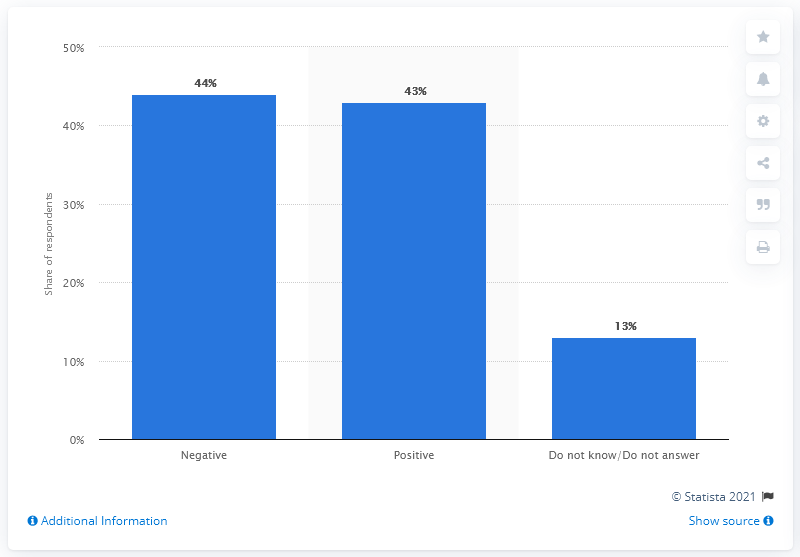 50%
40%
30%
20%
10%
0%
Share of respondents
44%
43%
13%
Negative
Positive
Do not know/Do not answer
© Statista 2021
Additional Information
Show source